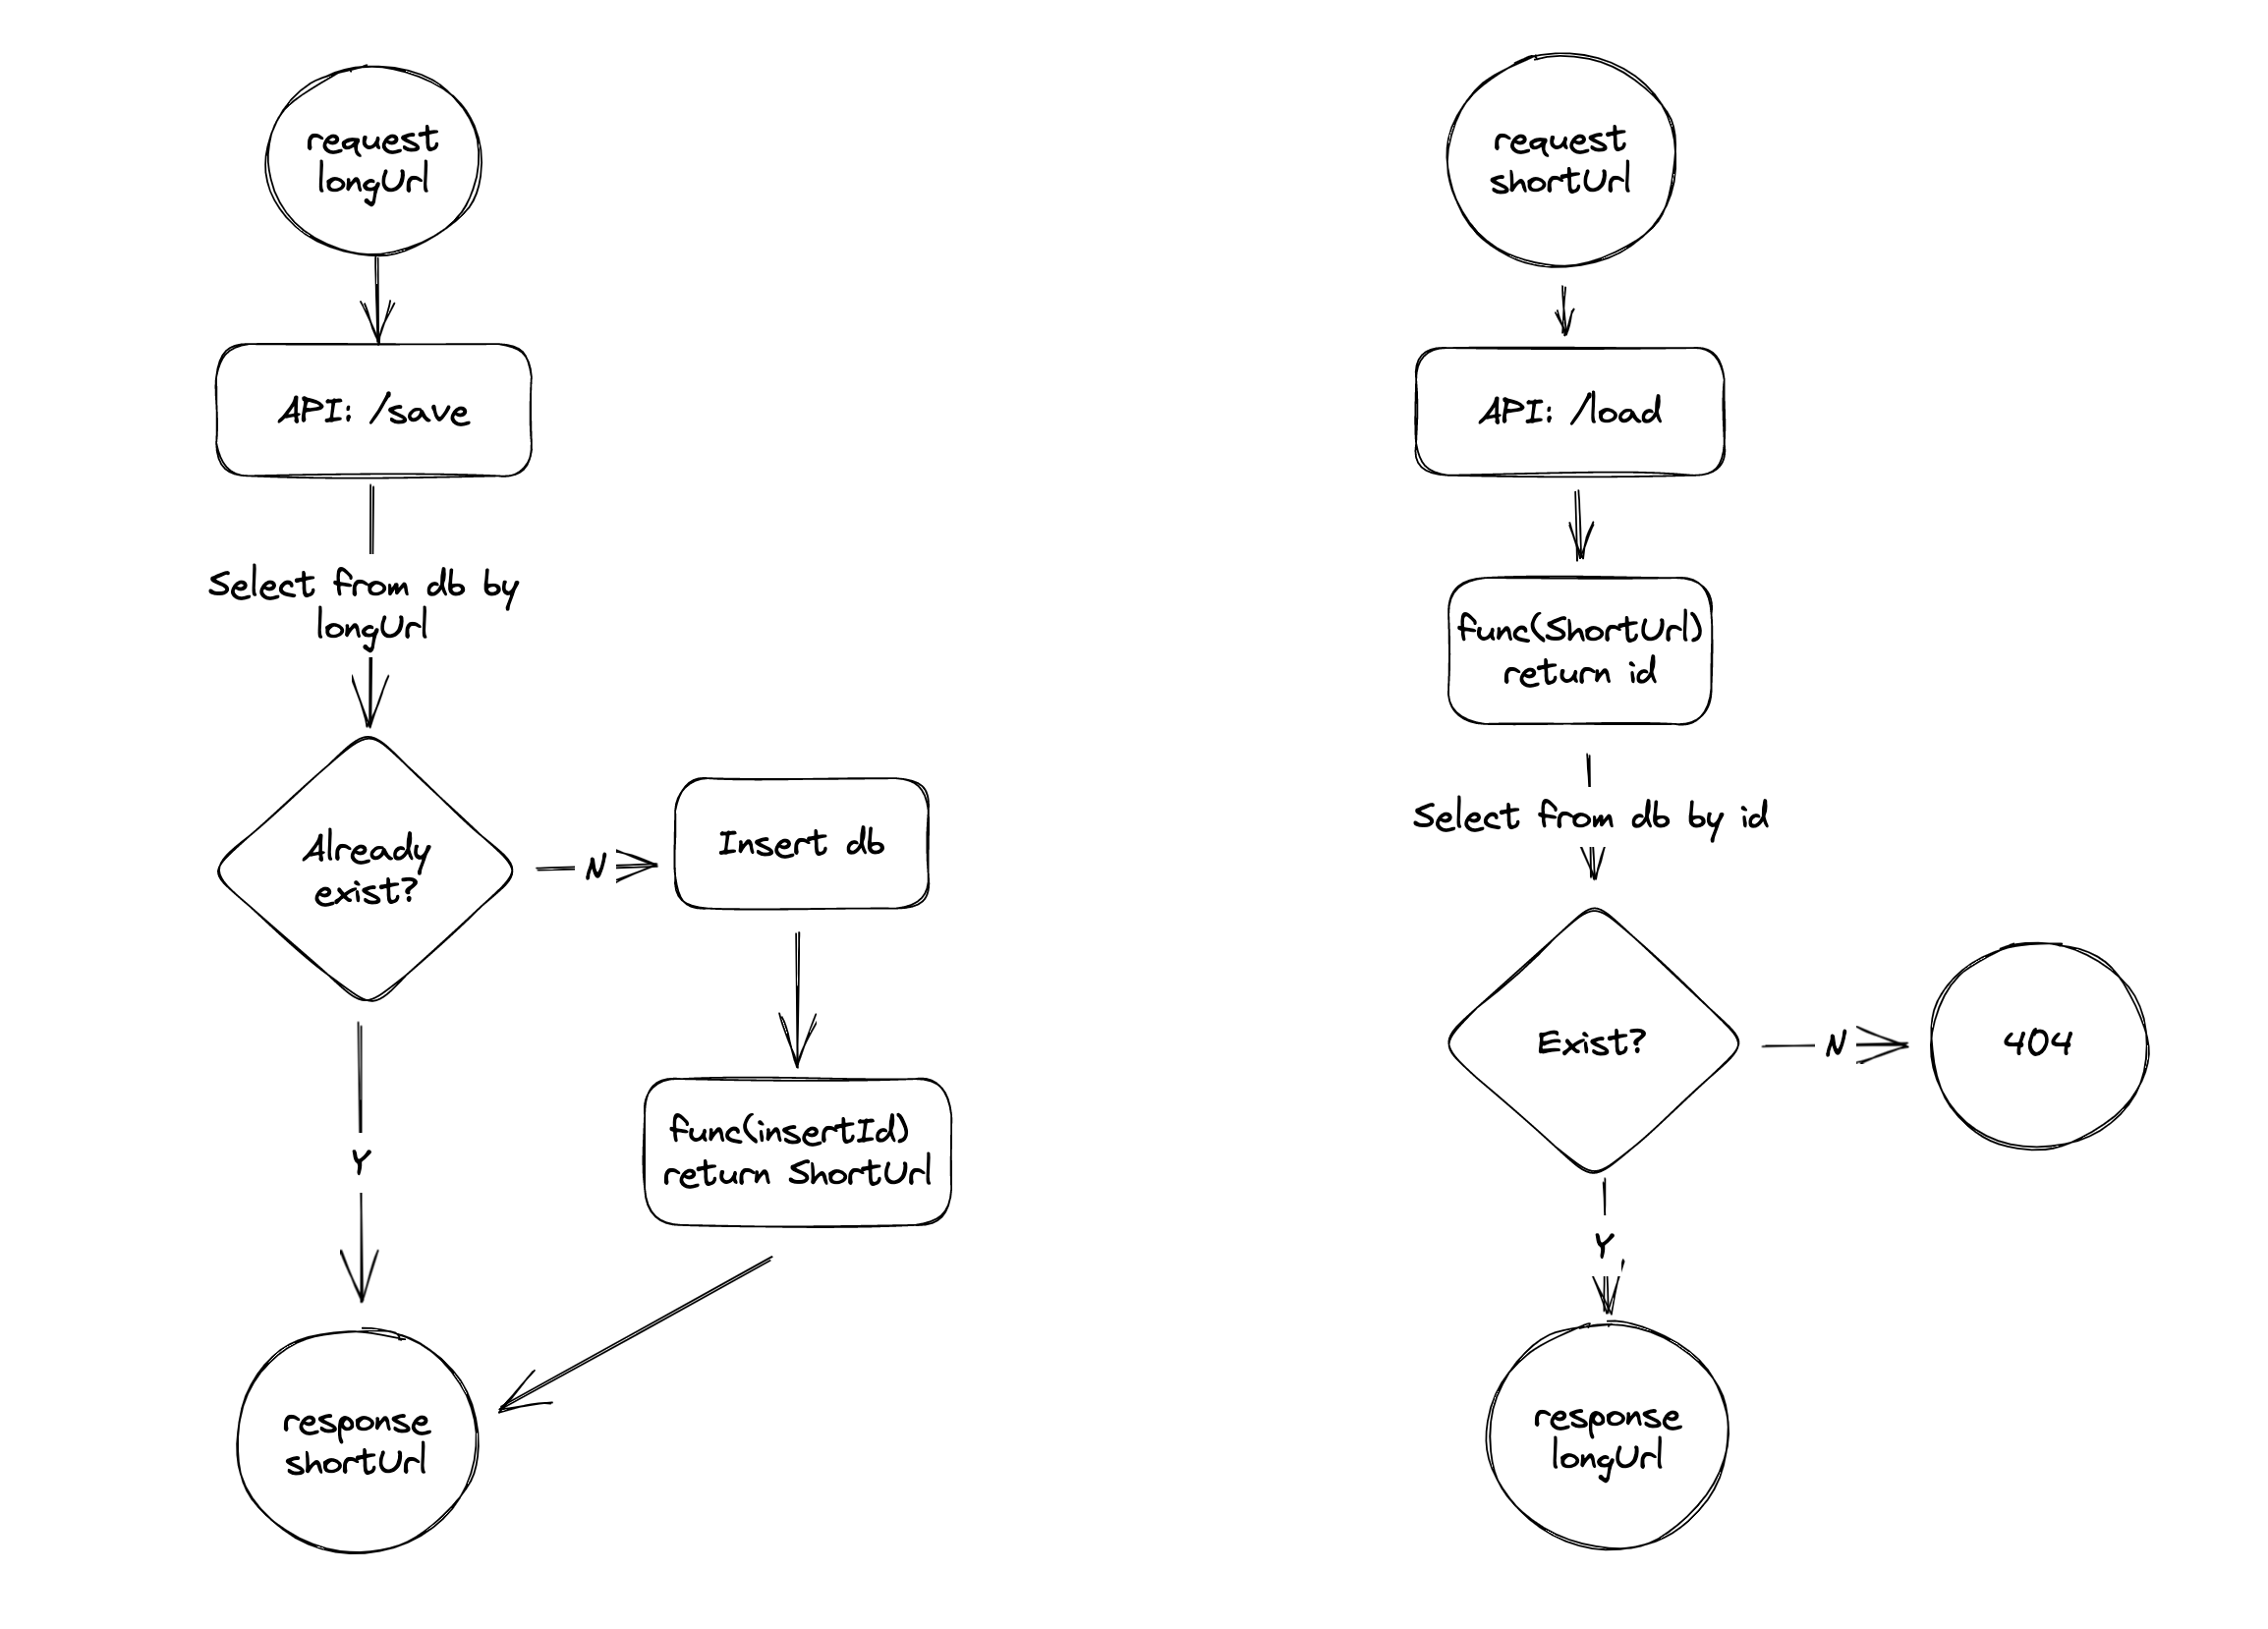 request
longUrl
API: /save
Select from db by
longUrl
Already
exist?
N
Insert db
func(insertId)
return ShortUrl
Y
response
shortUrl
request
shortUrl
API: /load
func(ShortUrl)
return id
Select from db by id
Exist?
N
404
Y
response
longUrl